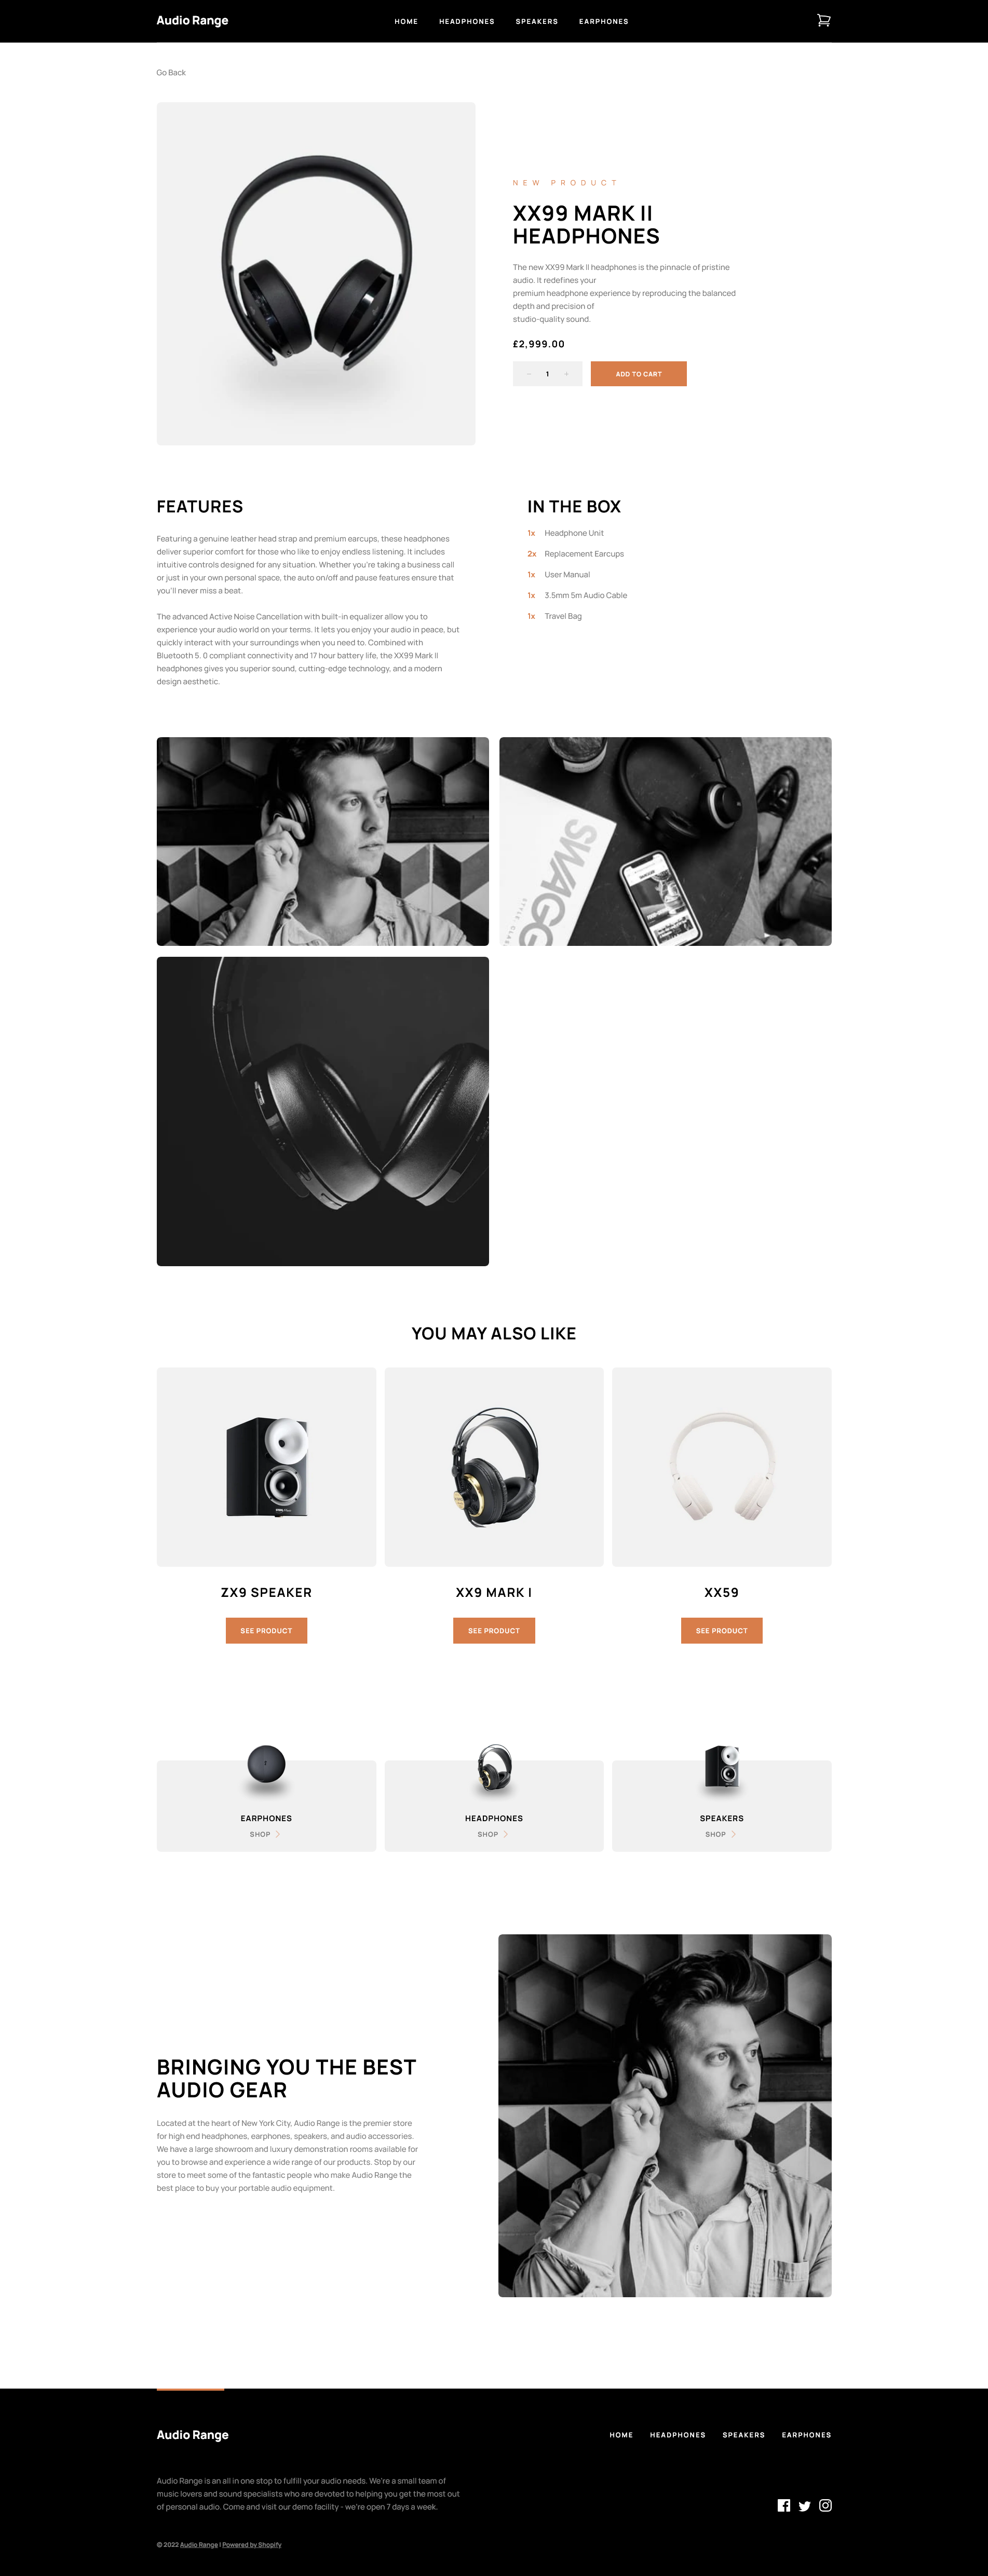 Audio Range
HOME HEADPHONES SPEAKERS EARPHONES
Go Back
NEW PRODUCT
XX99 MARK II
HEADPHONES
The new XX99 Mark II headphones is the pinnacle of pristine
audio. It redefines your
premium headphone experience by reproducing the balanced
depth and precision of
studio-quality sound.
£2,999.00
− 1 +
ADD TO CART
FEATURES
Featuring a genuine leather head strap and premium earcups, these headphones
deliver superior comfort for those who like to enjoy endless listening. It includes
intuitive controls designed for any situation. Whether you're taking a business call
or just in your own personal space, the auto on/off and pause features ensure that
you'll never miss a beat.
The advanced Active Noise Cancellation with built-in equalizer allow you to
experience your audio world on your terms. It lets you enjoy your audio in peace, but
quickly interact with your surroundings when you need to. Combined with
Bluetooth 5. 0 compliant connectivity and 17 hour battery life, the XX99 Mark II
headphones gives you superior sound, cutting-edge technology, and a modern
design aesthetic.
IN THE BOX
1x Headphone Unit
2x Replacement Earcups
1x User Manual
1x 3.5mm 5m Audio Cable
1x Travel Bag
SWAGG
YOU MAY ALSO LIKE
ZX9 SPEAKER
SEE PRODUCT
XX9 MARK I
SEE PRODUCT
XX59
SEE PRODUCT
EARPHONES
SHOP
HEADPHONES
SHOP
SPEAKERS
SHOP
BRINGING YOU THE BEST
AUDIO GEAR
Located at the heart of New York City, Audio Range is the premier store
for high end headphones, earphones, speakers, and audio accessories.
We have a large showroom and luxury demonstration rooms available for
you to browse and experience a wide range of our products. Stop by our
store to meet some of the fantastic people who make Audio Range the
best place to buy your portable audio equipment.
Audio Range
HOME HEADPHONES SPEAKERS EARPHONES
Audio Range is an all in one stop to fulfill your audio needs. We're a small team of
music lovers and sound specialists who are devoted to helping you get the most out
of personal audio. Come and visit our demo facility - we're open 7 days a week.
© 2022 Audio Range | Powered by Shopify